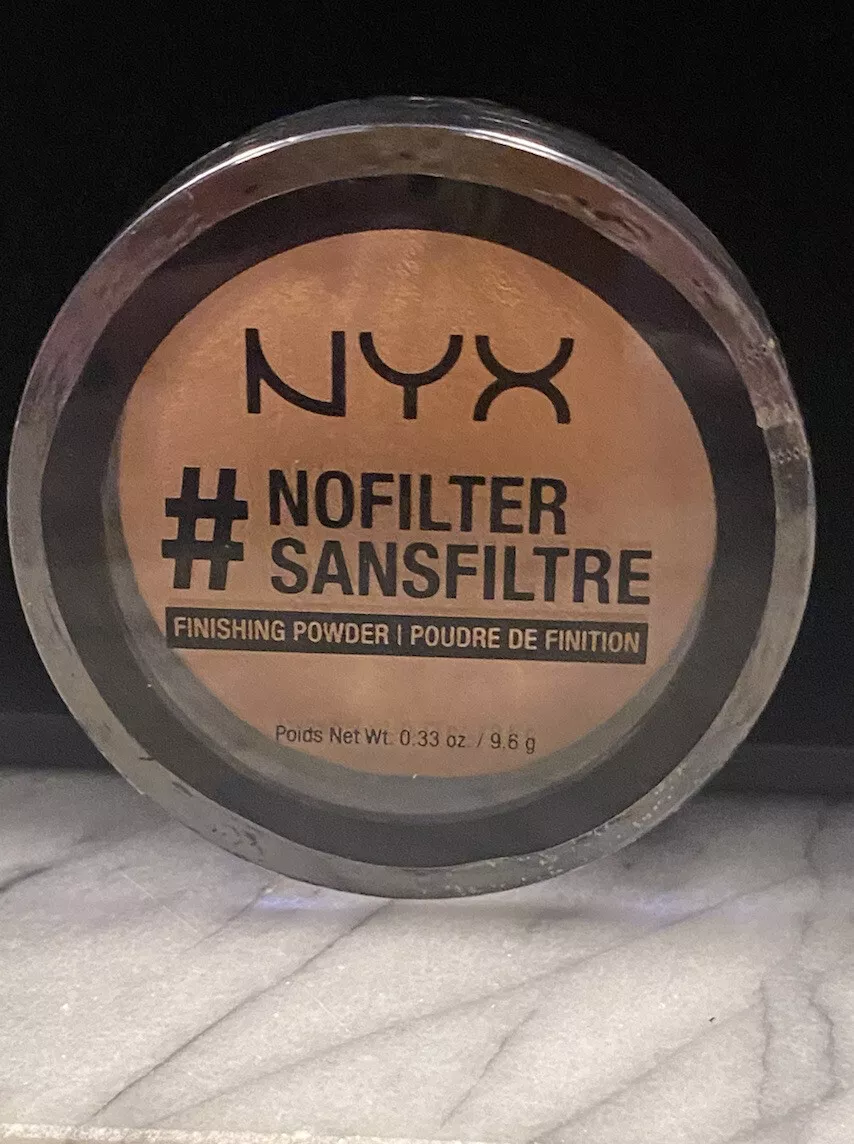 NYX
# NOFILTER
SANSFILTRE
FINISHING POWDER | POUDRE DE FINITION
Poids Net Wt. 0.33 oz. / 9.6 g